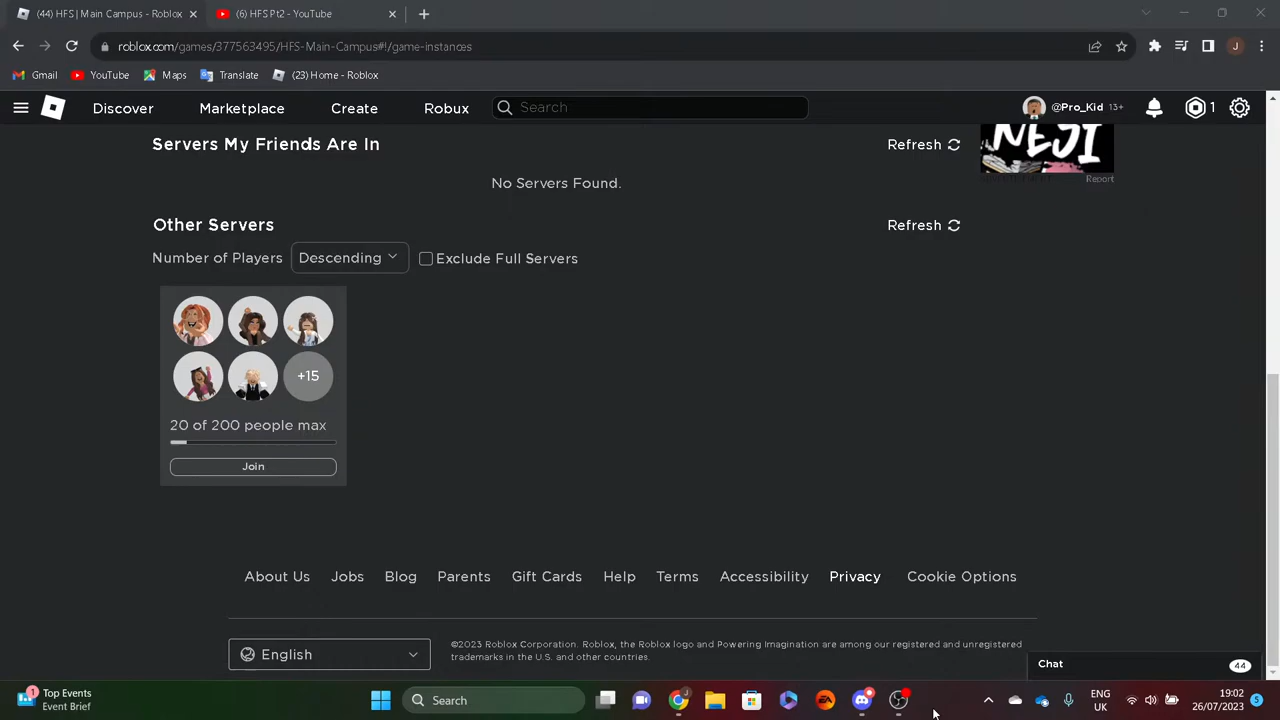 (44) HFS | Main Campus - Roblox
(6) HFS Pt2 - YouTube
roblox.com/games/377563495/HFS-Main-Campus#!/game-instances
J
Gmail YouTube Maps Translate (23) Home - Roblox
Discover Marketplace Create Robux Search @Pro_Kid 13+ 1
Servers My Friends Are In Refresh
NEJI
Report
No Servers Found.
Other Servers Refresh
Number of Players Descending Exclude Full Servers
+15
20 of 200 people max
Join
About Us Jobs Blog Parents Gift Cards Help Terms Accessibility Privacy Cookie Options
English
©2023 Roblox Corporation. Roblox, the Roblox logo and Powering Imagination are among our registered and unregistered
trademarks in the U.S. and other countries.
Chat 44
1 Top Events
Event Brief
Search
J
EA
ENG
UK
19:02
26/07/2023
5